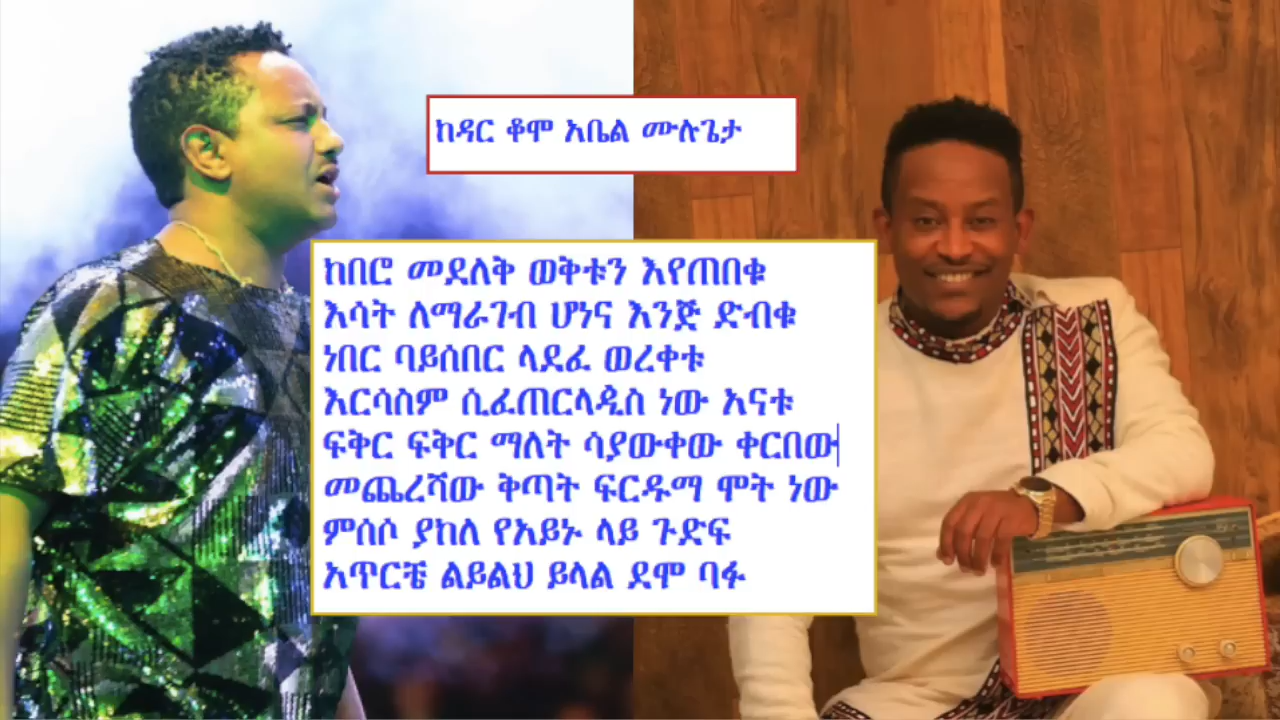 ከዳር ቆሞ አቤል ሙሉጌታ
ከበሮ መደለቅ ወቅቱን እየጠበቁ
እሳት ለማራገብ ሆነና እንጅ ድብቁ
ነበር ባይሰበር ላደፈ ወረቀቱ
እርሳስም ሲፈጠርላዲስ ነው አናቱ
ፍቅር ፍቅር ማለት ሳያውቀው ቀርበው
መጨረሻው ቅጣት ፍርዱማ ሞት ነው
ምሰሶ ያከለ የአይኑ ላይ ጉድፍ
አጥርቼ ልይልህ ይላል ደሞ ባፉ